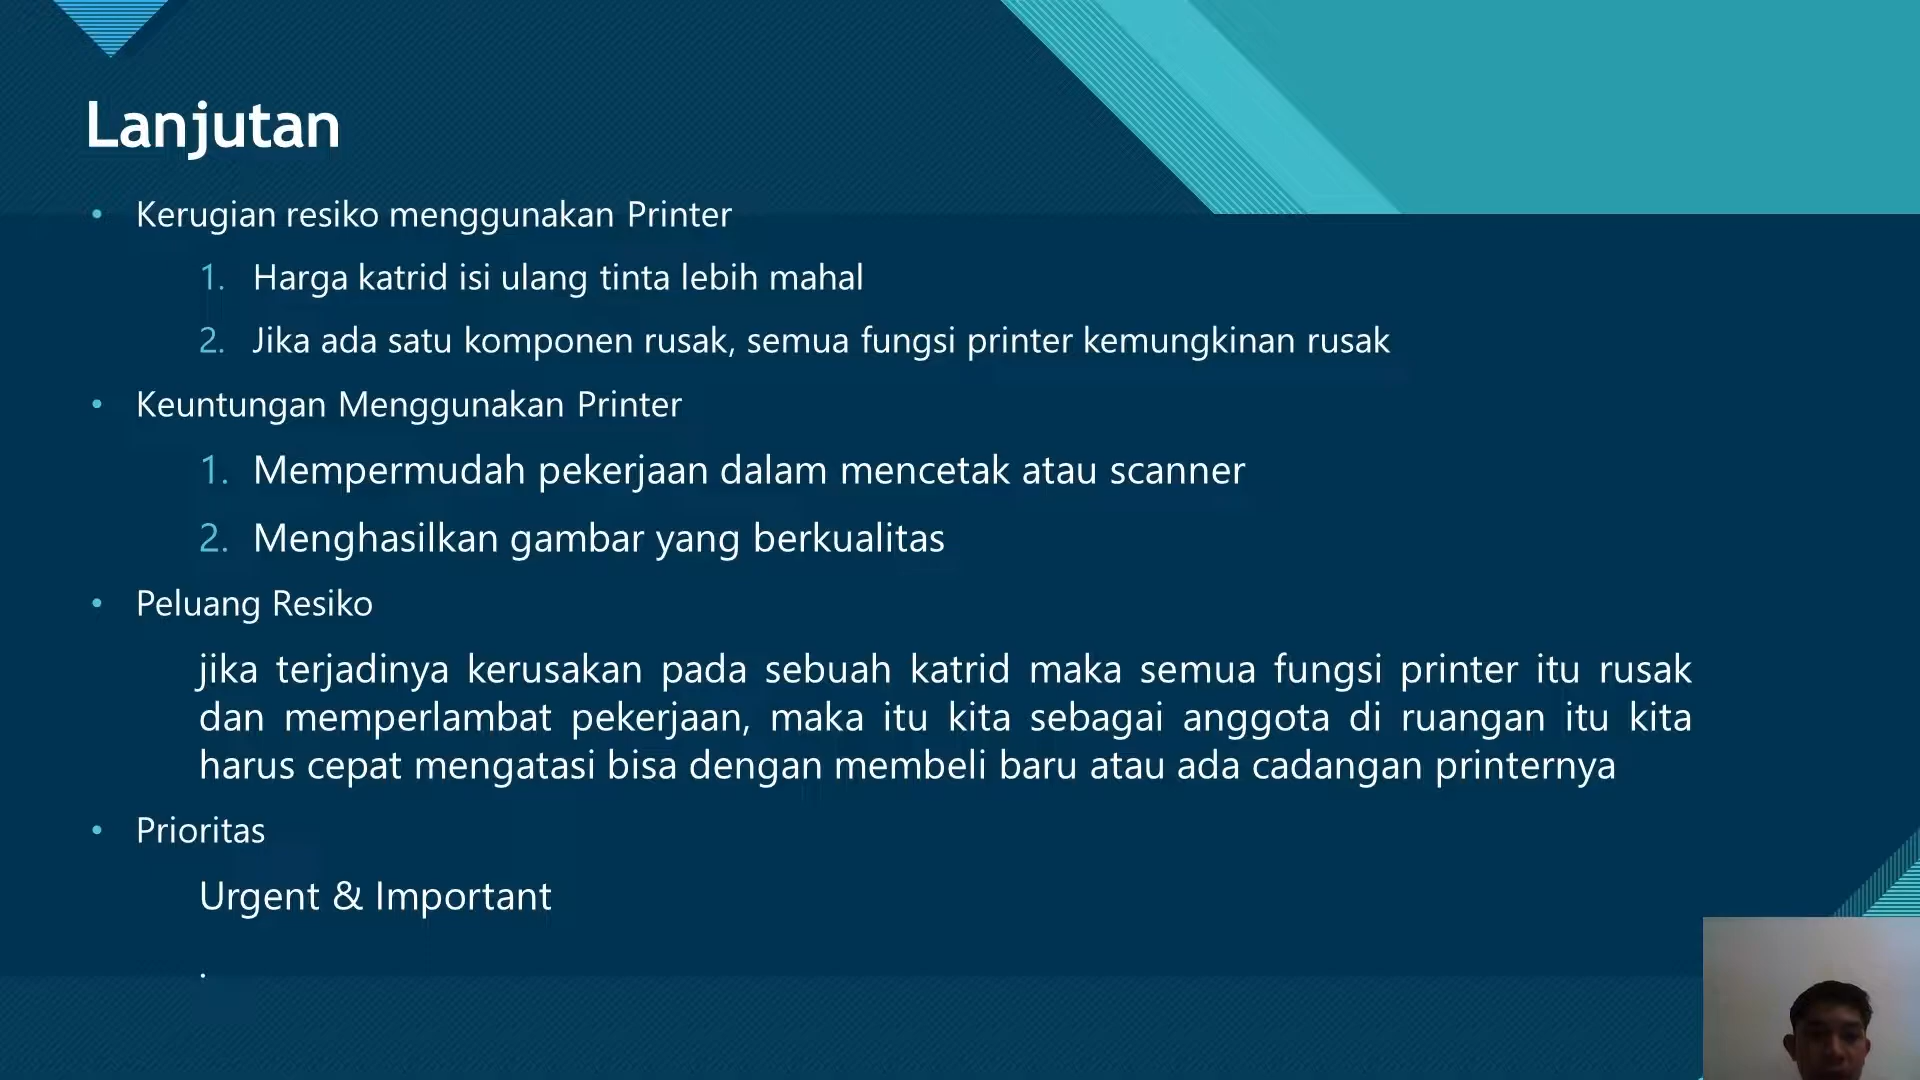 Lanjutan
• Kerugian resiko menggunakan Printer
1. Harga katrid isi ulang tinta lebih mahal
2. Jika ada satu komponen rusak, semua fungsi printer kemungkinan rusak
• Keuntungan Menggunakan Printer
1. Mempermudah pekerjaan dalam mencetak atau scanner
2. Menghasilkan gambar yang berkualitas
• Peluang Resiko
jika terjadinya kerusakan pada sebuah katrid maka semua fungsi printer itu rusak
dan memperlambat pekerjaan, maka itu kita sebagai anggota di ruangan itu kita
harus cepat mengatasi bisa dengan membeli baru atau ada cadangan printernya
• Prioritas
Urgent & Important
.